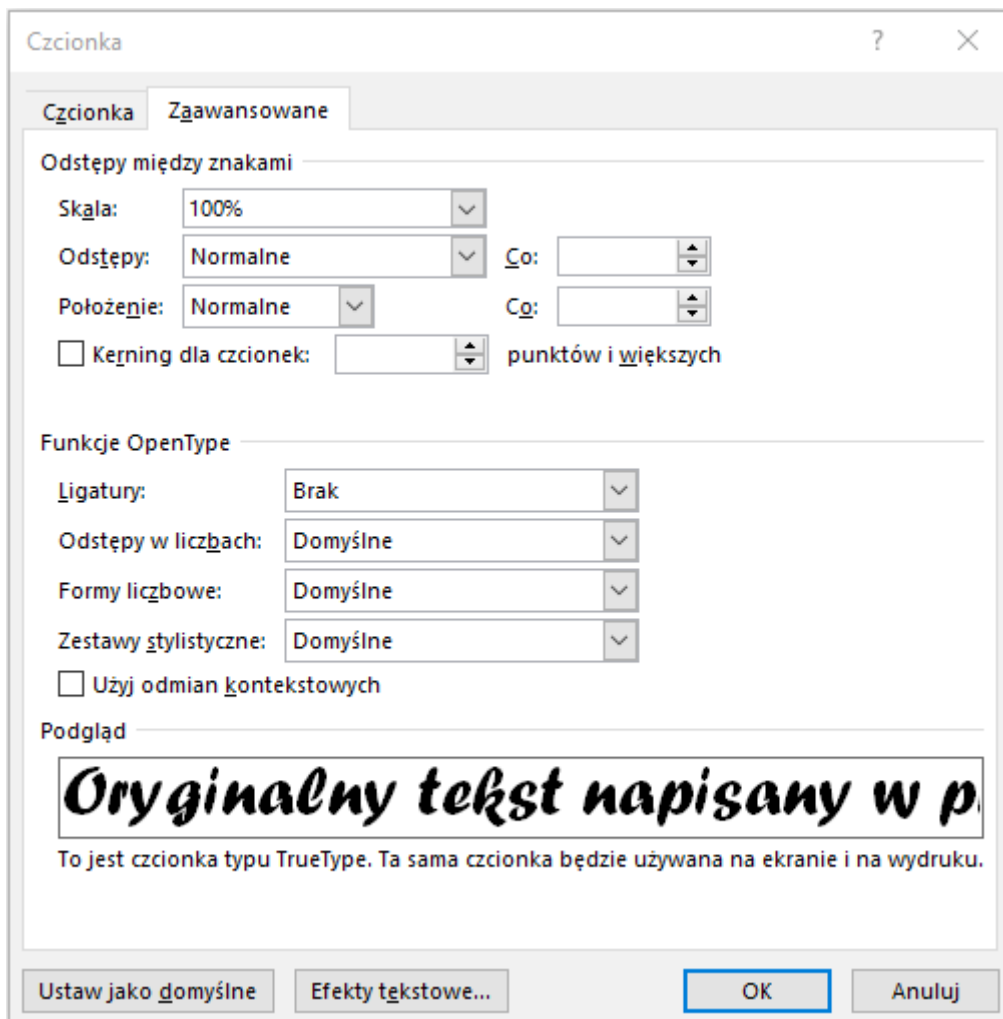 Czcionka
Czcionka Zaawansowane
Odstępy między znakami
Skala: 100%
Odstępy: Normalne Co:
Położenie: Normalne Co:
Kerning dla czcionek: punktów i większych
Funkcje OpenType
Ligatury: Brak
Odstępy w liczbach: Domyślne
Formy liczbowe: Domyślne
Zestawy stylistyczne: Domyślne
Użyj odmian kontekstowych
Podgląd
Oryginalny tekst napisany w p
To jest czcionka typu TrueType. Ta sama czcionka będzie używana na ekranie i na wydruku.
Ustaw jako domyślne Efekty tekstowe... OK Anuluj